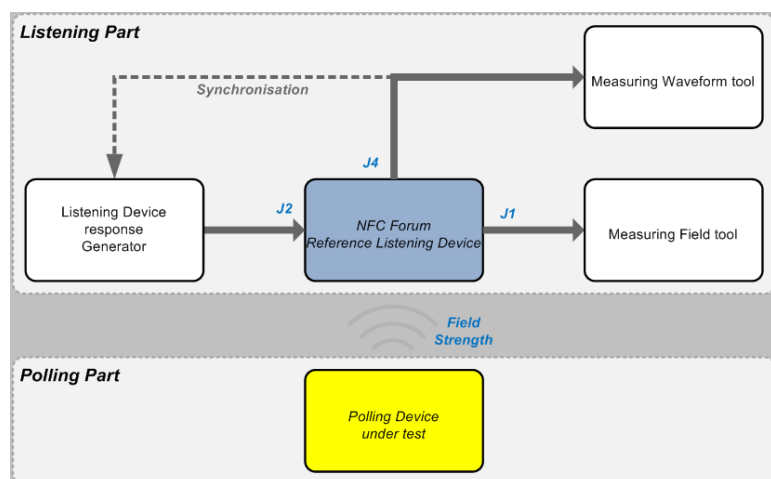 Listening Part
Synchronisation
Measuring Waveform tool
J4
Listening Device
response
Generator
J2
NFC Forum
Reference Listening Device
J1
Measuring Field tool
Field
Strength
Polling Part
Polling Device
under test